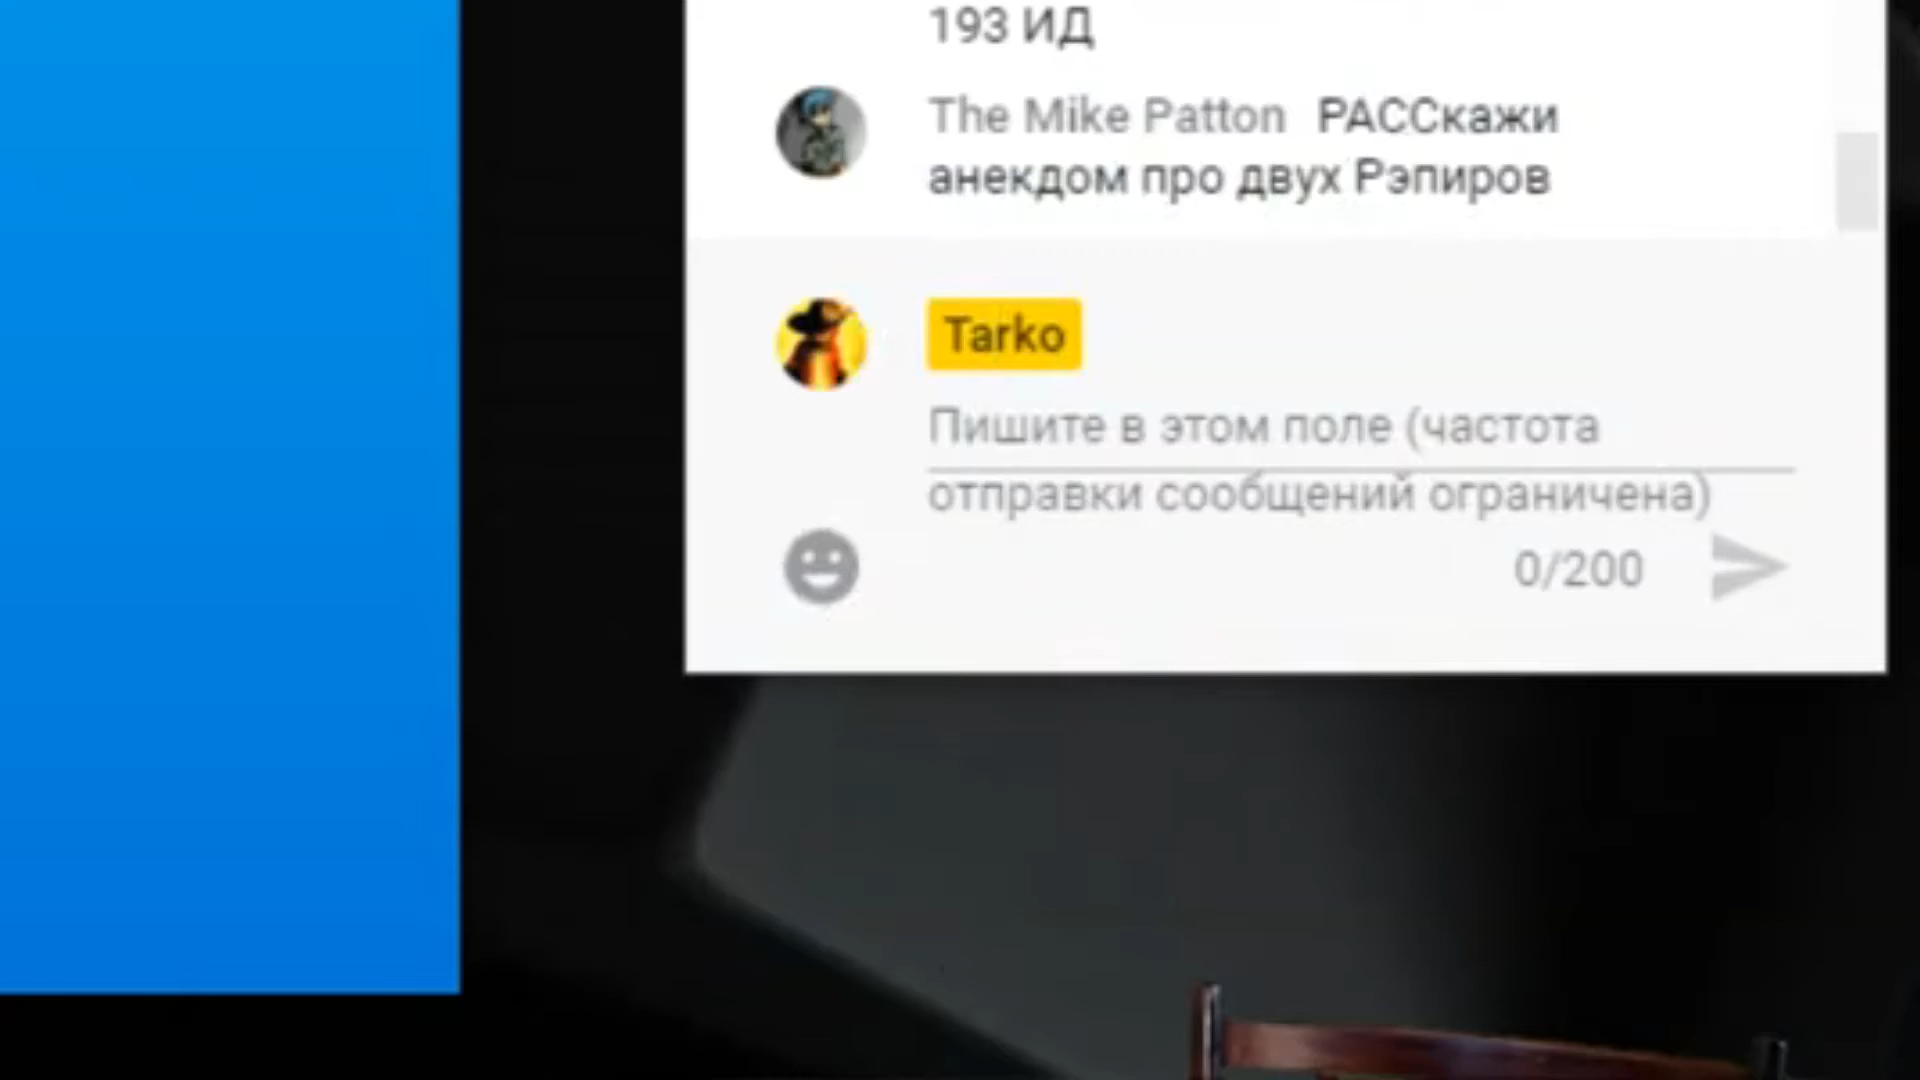 193 ИД
The Mike Patton РАССкажи
анекдом про двух Рэпиров
Tarko
Пишите в этом поле (частота
отправки сообщений ограничена)
0/200